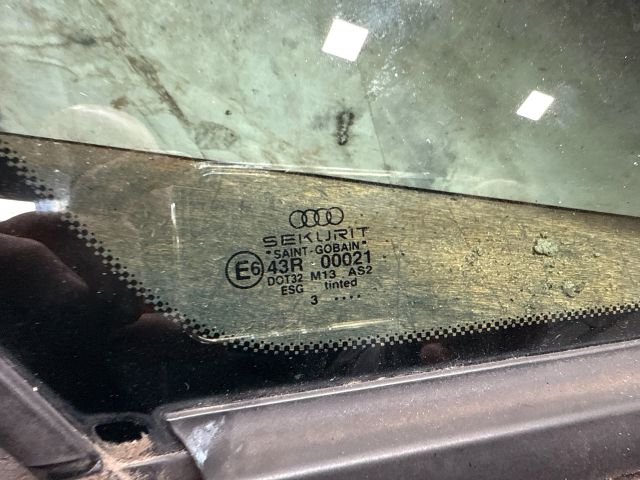 SEKURIT
"SAINT-GOBAIN"
E6 43R 00021
DOT32 M13 AS2
ESG tinted
3 ....